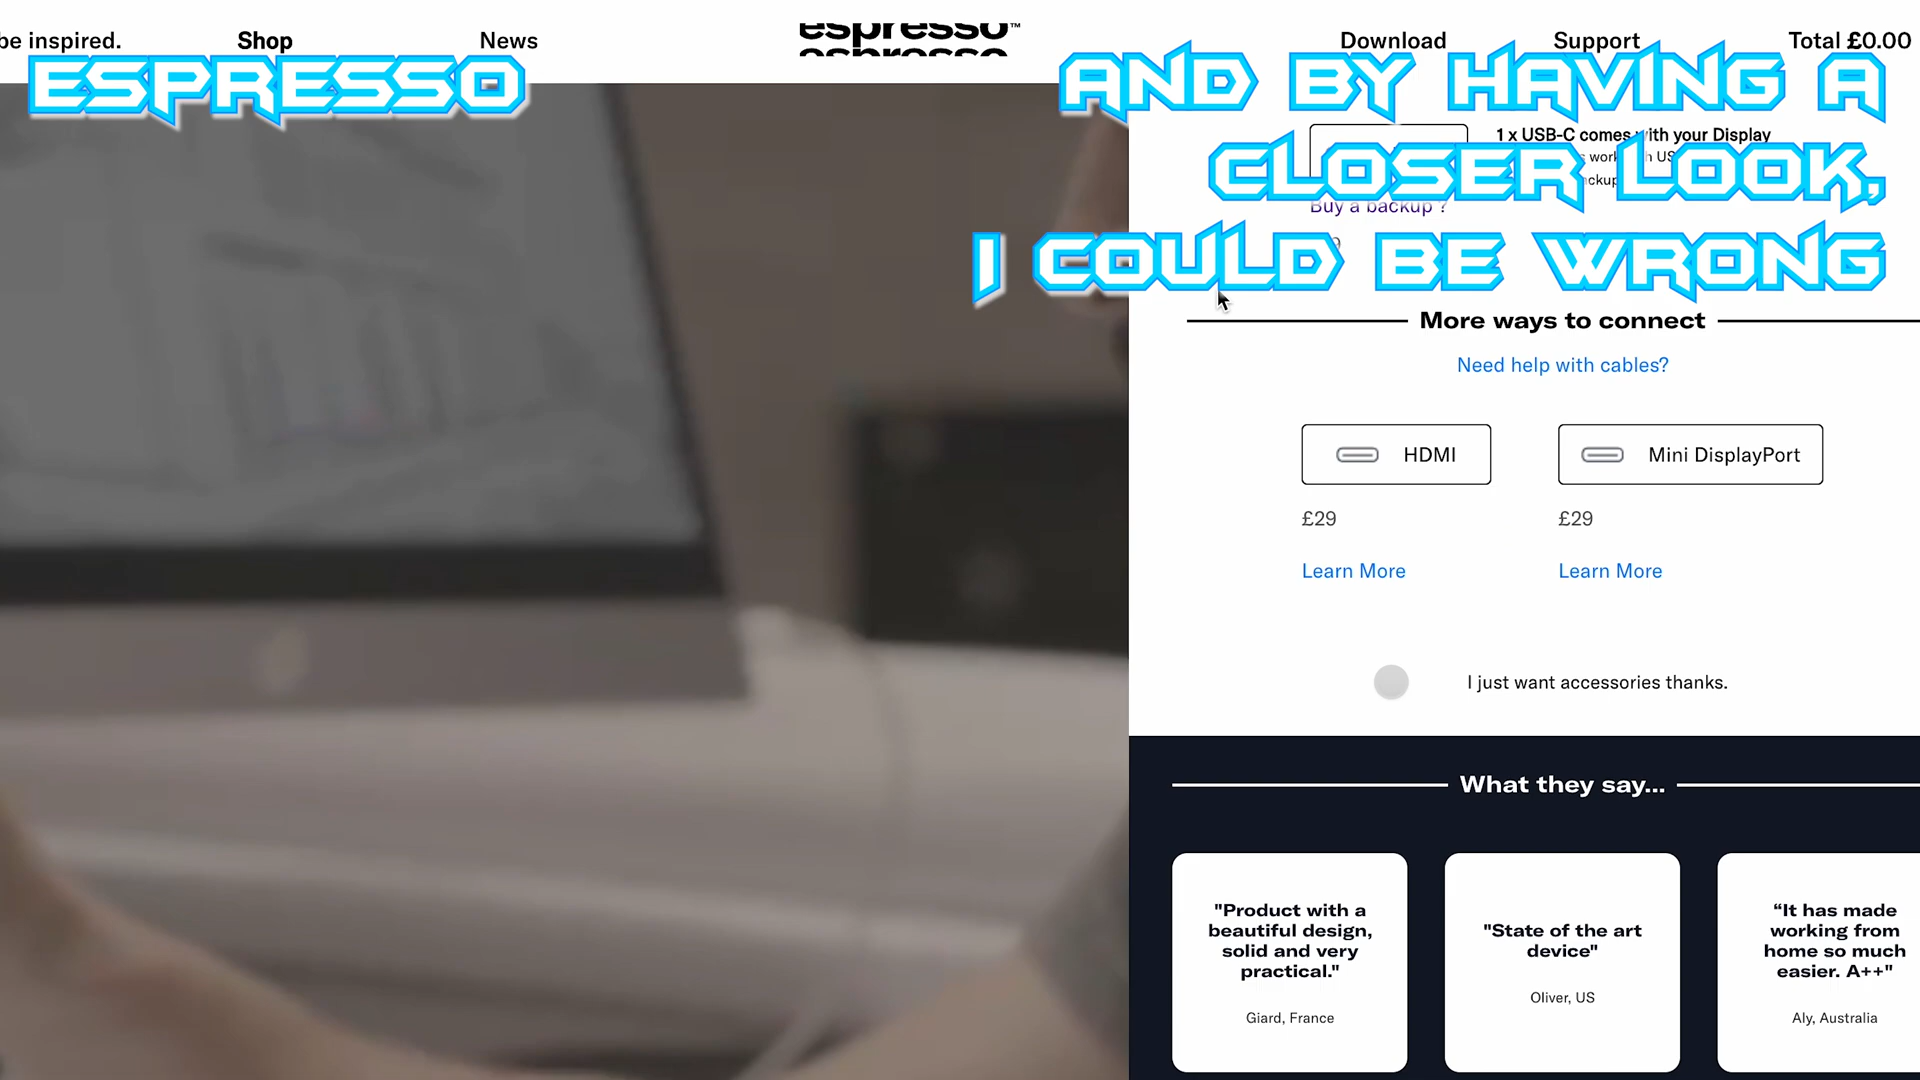 be inspired.
Shop
News
espresso™
Download
Support
Total £0.00
ESPRESSO
AND BY HAVING A
CLOSER LOOK,
I COULD BE WRONG
1 x USB-C comes with your Display
Buy a backup ?
More ways to connect
Need help with cables?
HDMI
Mini DisplayPort
£29
£29
Learn More
Learn More
I just want accessories thanks.
What they say...
"Product with a
beautiful design,
solid and very
practical."
Giard, France
"State of the art
device"
Oliver, US
“It has made
working from
home so much
easier. A++"
Aly, Australia